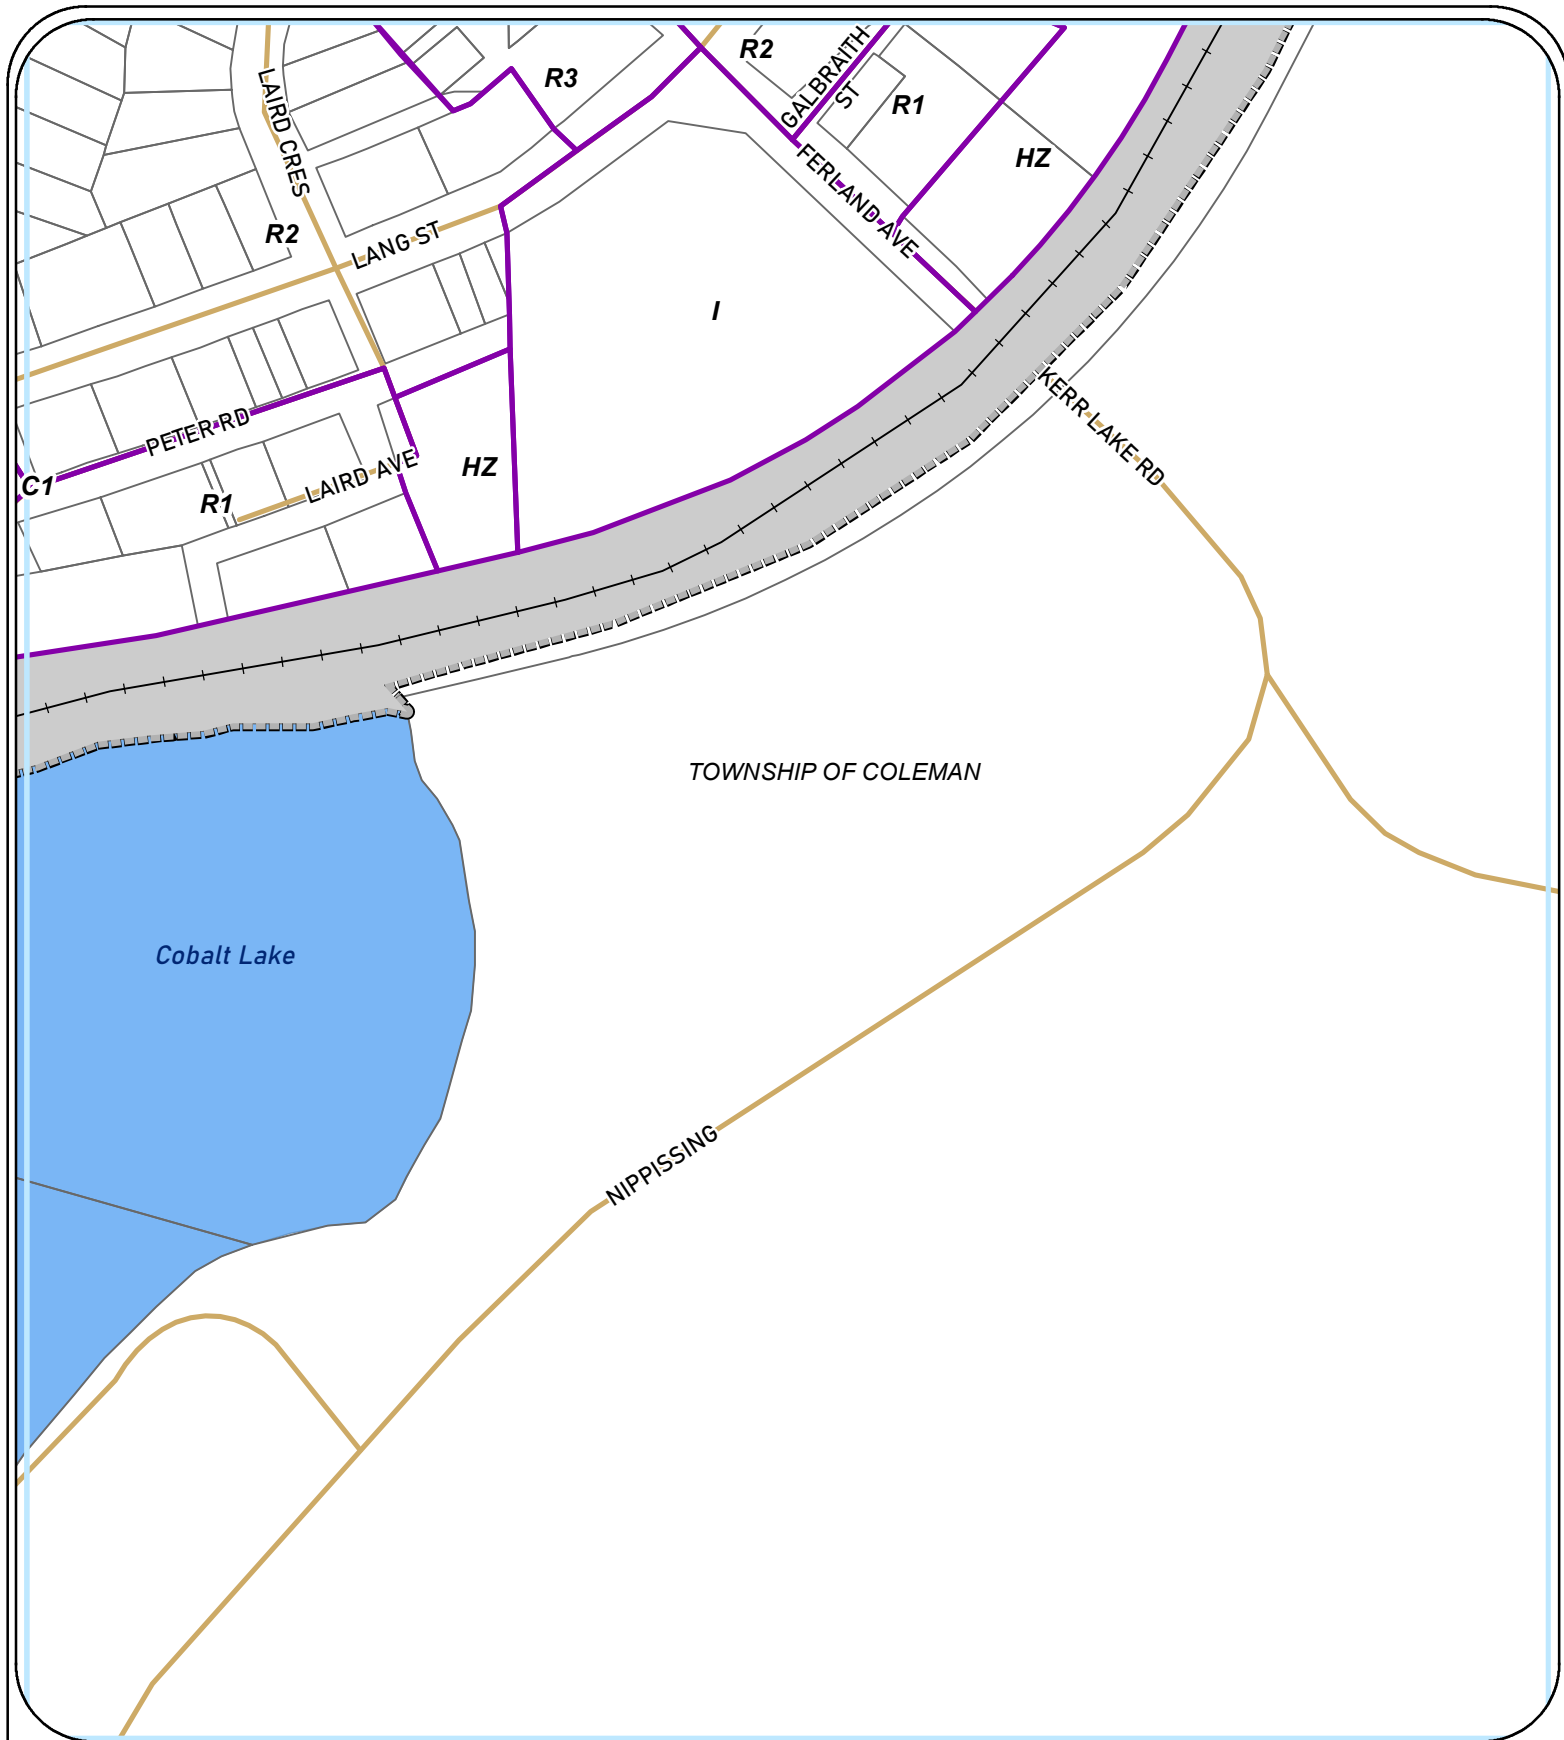 R2
GALBRAITH
ST
R3
R1
LAIRD CRES
HZ
FERLAND AVE
R2
LANG ST
I
KERR LAKE RD
PETER RD
LAIRD AVE
HZ
C1
R1
TOWNSHIP OF COLEMAN
Cobalt Lake
NIPPISSING